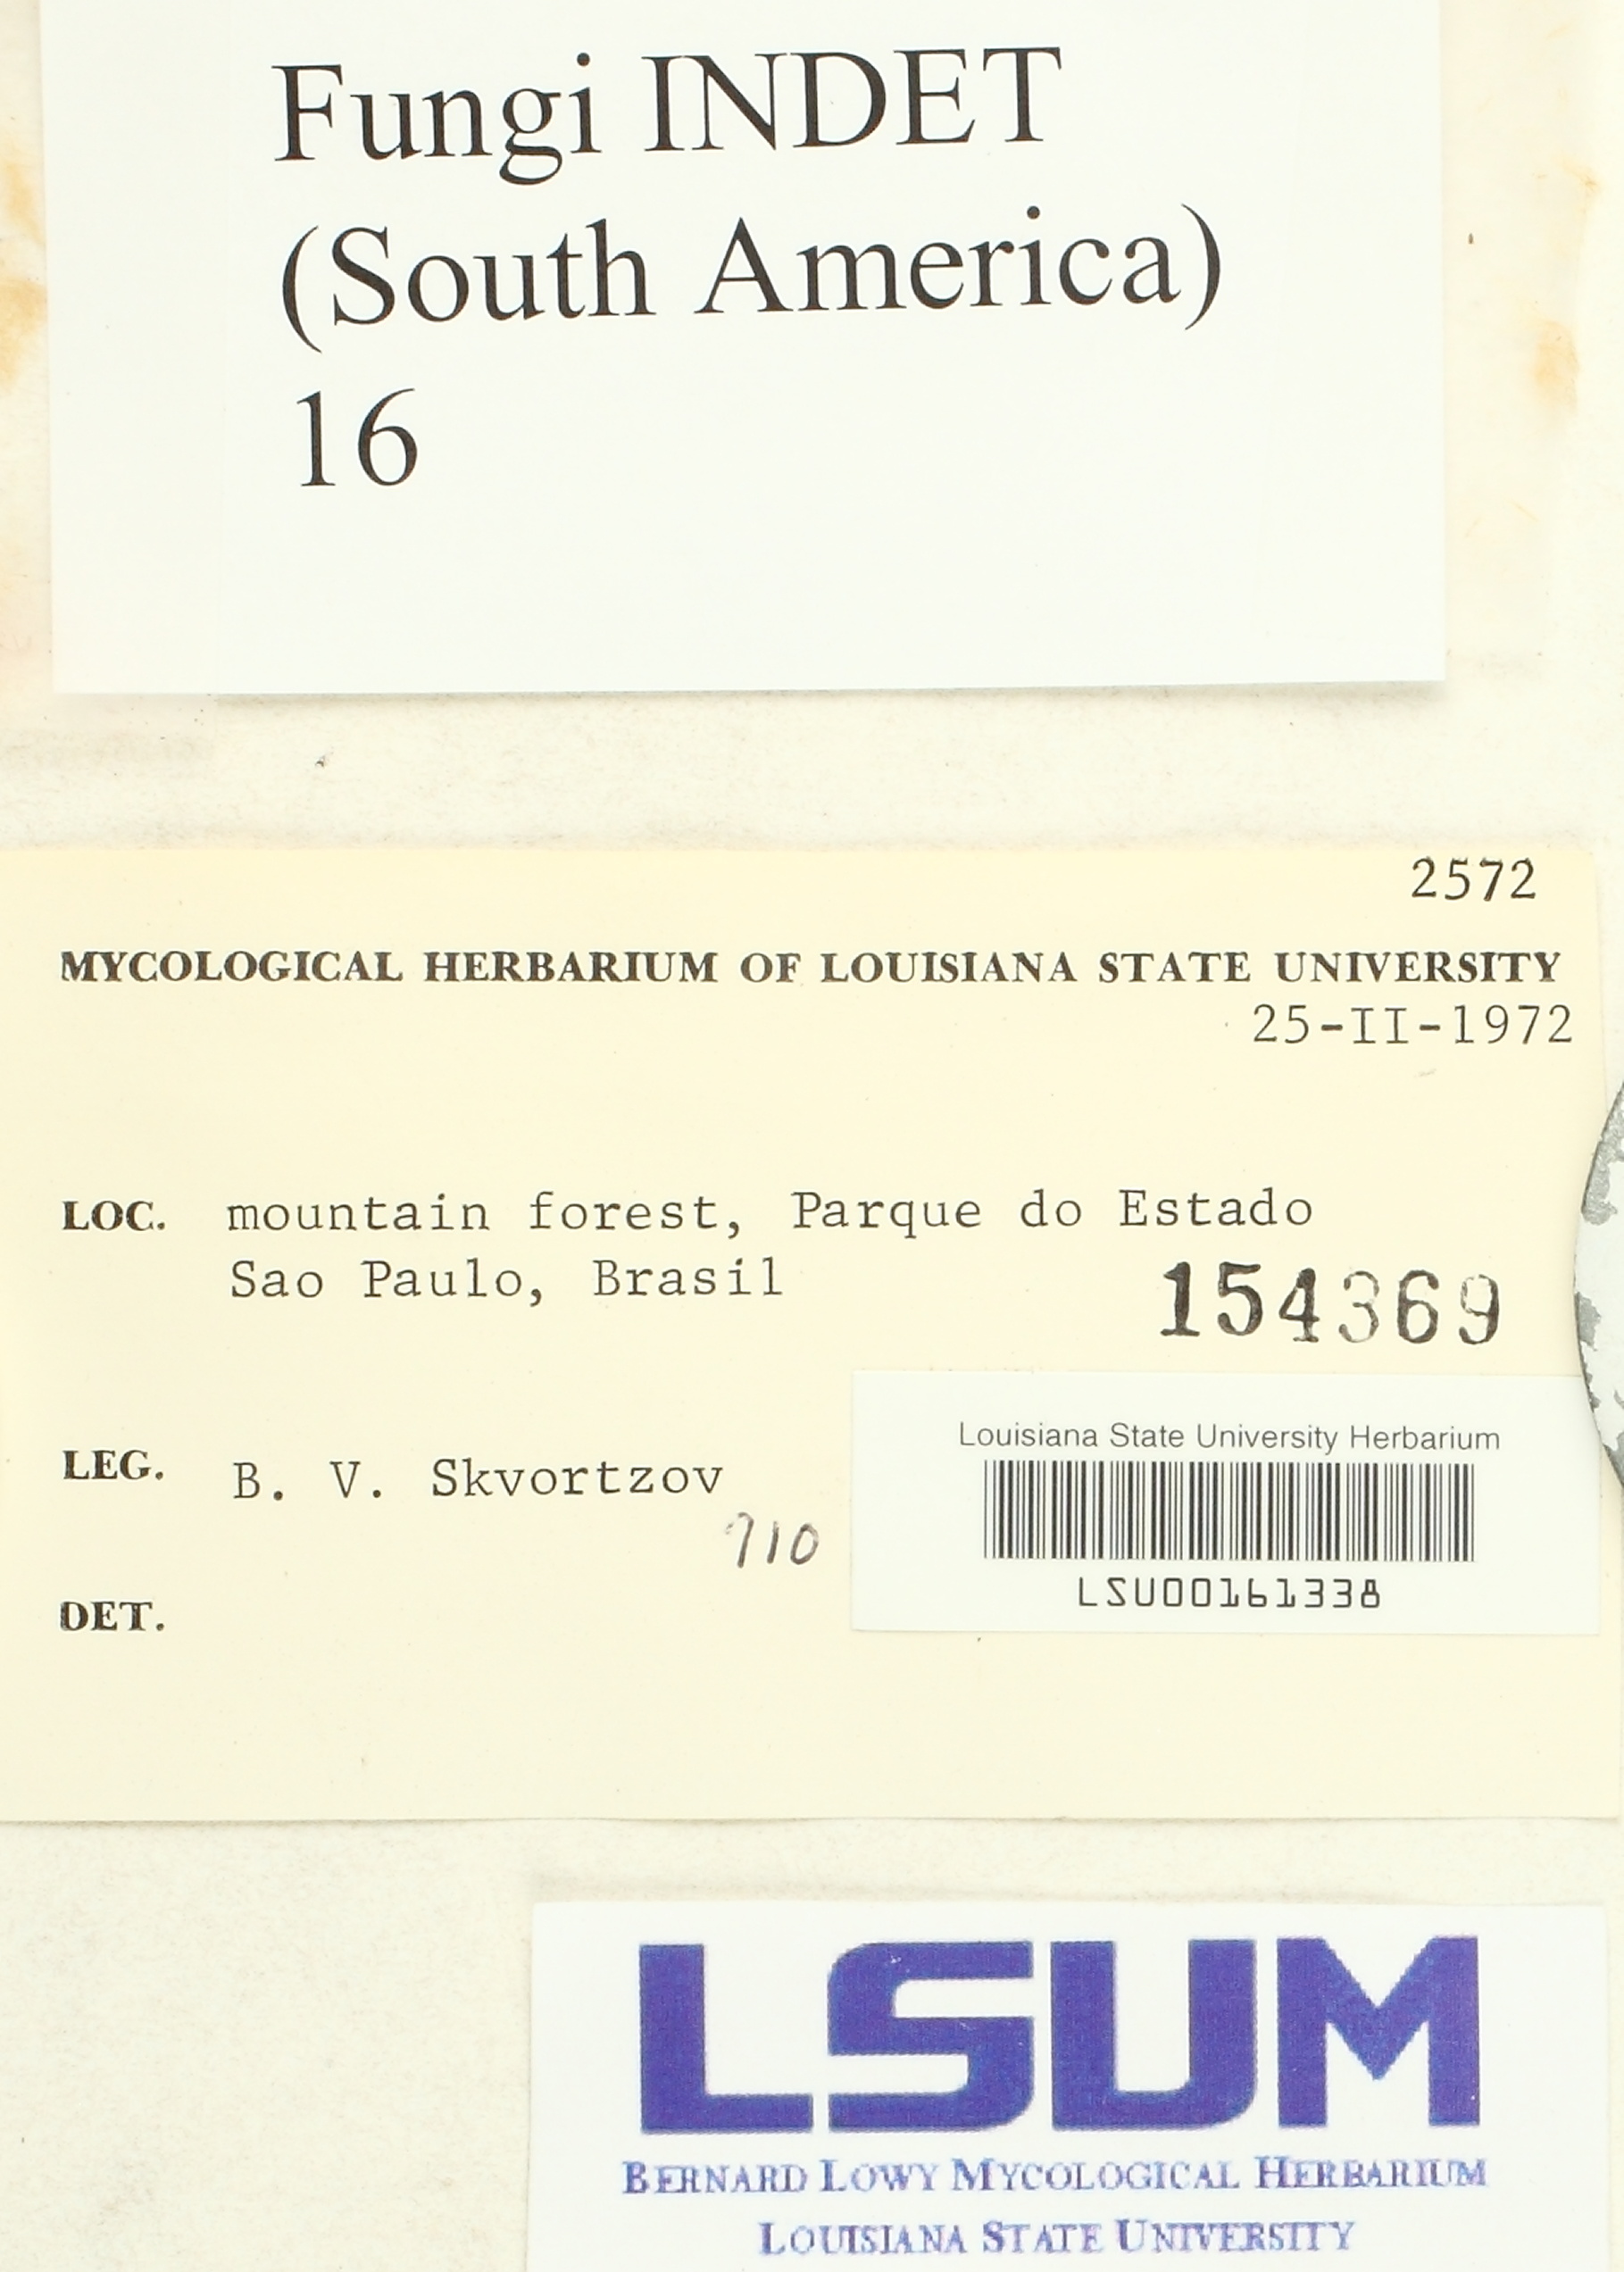 Fungi INDET
(South America)
16
2572
MYCOLOGICAL HERBARIUM OF LOUISIANA STATE UNIVERSITY
25-II-1972
LOC. mountain forest, Parque do Estado
Sao Paulo, Brasil
154369
Louisiana State University Herbarium
LEG. B. V. Skvortzov
710
LSU00161338
DET.
LSUM
BERNARD LOWY MYCOLOGICAL HERBARIUM
LOUISIANA STATE UNIVERSITY